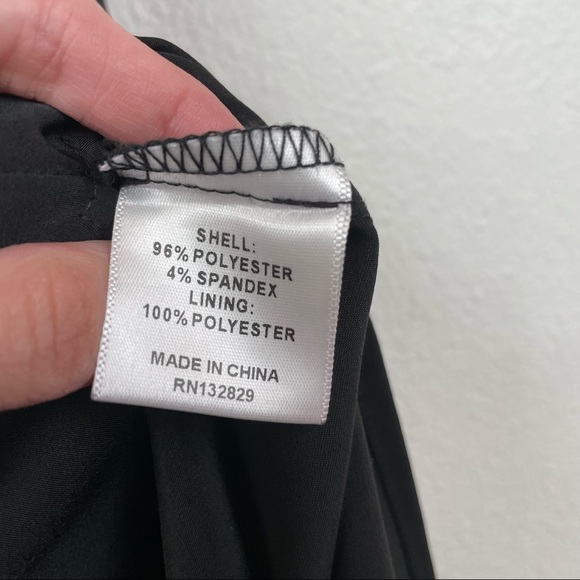 SHELL:
96% POLYESTER
4% SPANDEX
LINING:
100% POLYESTER
MADE IN CHINA
RN132829